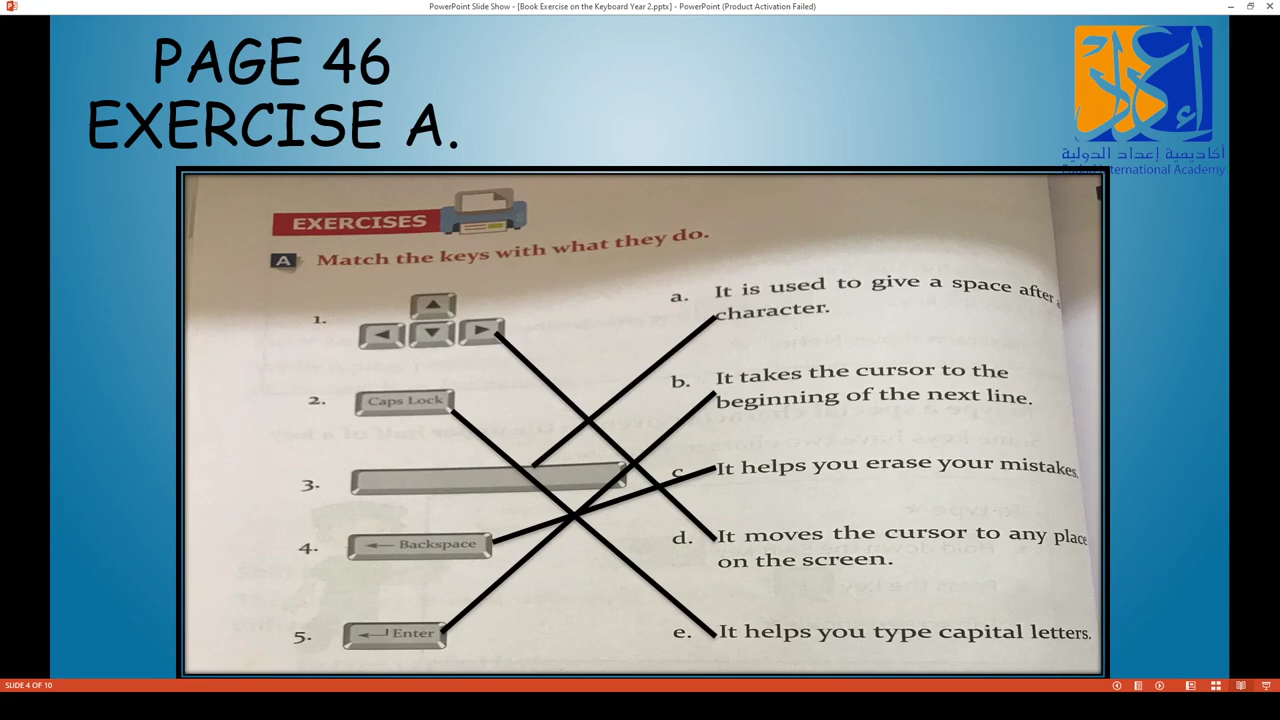 PowerPoint Slide Show - [Book Exercise on the Keyboard Year 2.pptx] - PowerPoint (Product Activation Failed)
PAGE 46
EXERCISE A.
إعداد
أكاديمية إعداد الدولية
International Academy
EXERCISES
A Match the keys with what they do.
1.
2. Caps Lock
3.
4. Backspace
5. Enter
a. It is used to give a space after a
character.
b. It takes the cursor to the
beginning of the next line.
c. It helps you erase your mistakes.
d. It moves the cursor to any place
on the screen.
e. It helps you type capital letters.
SLIDE 4 OF 10